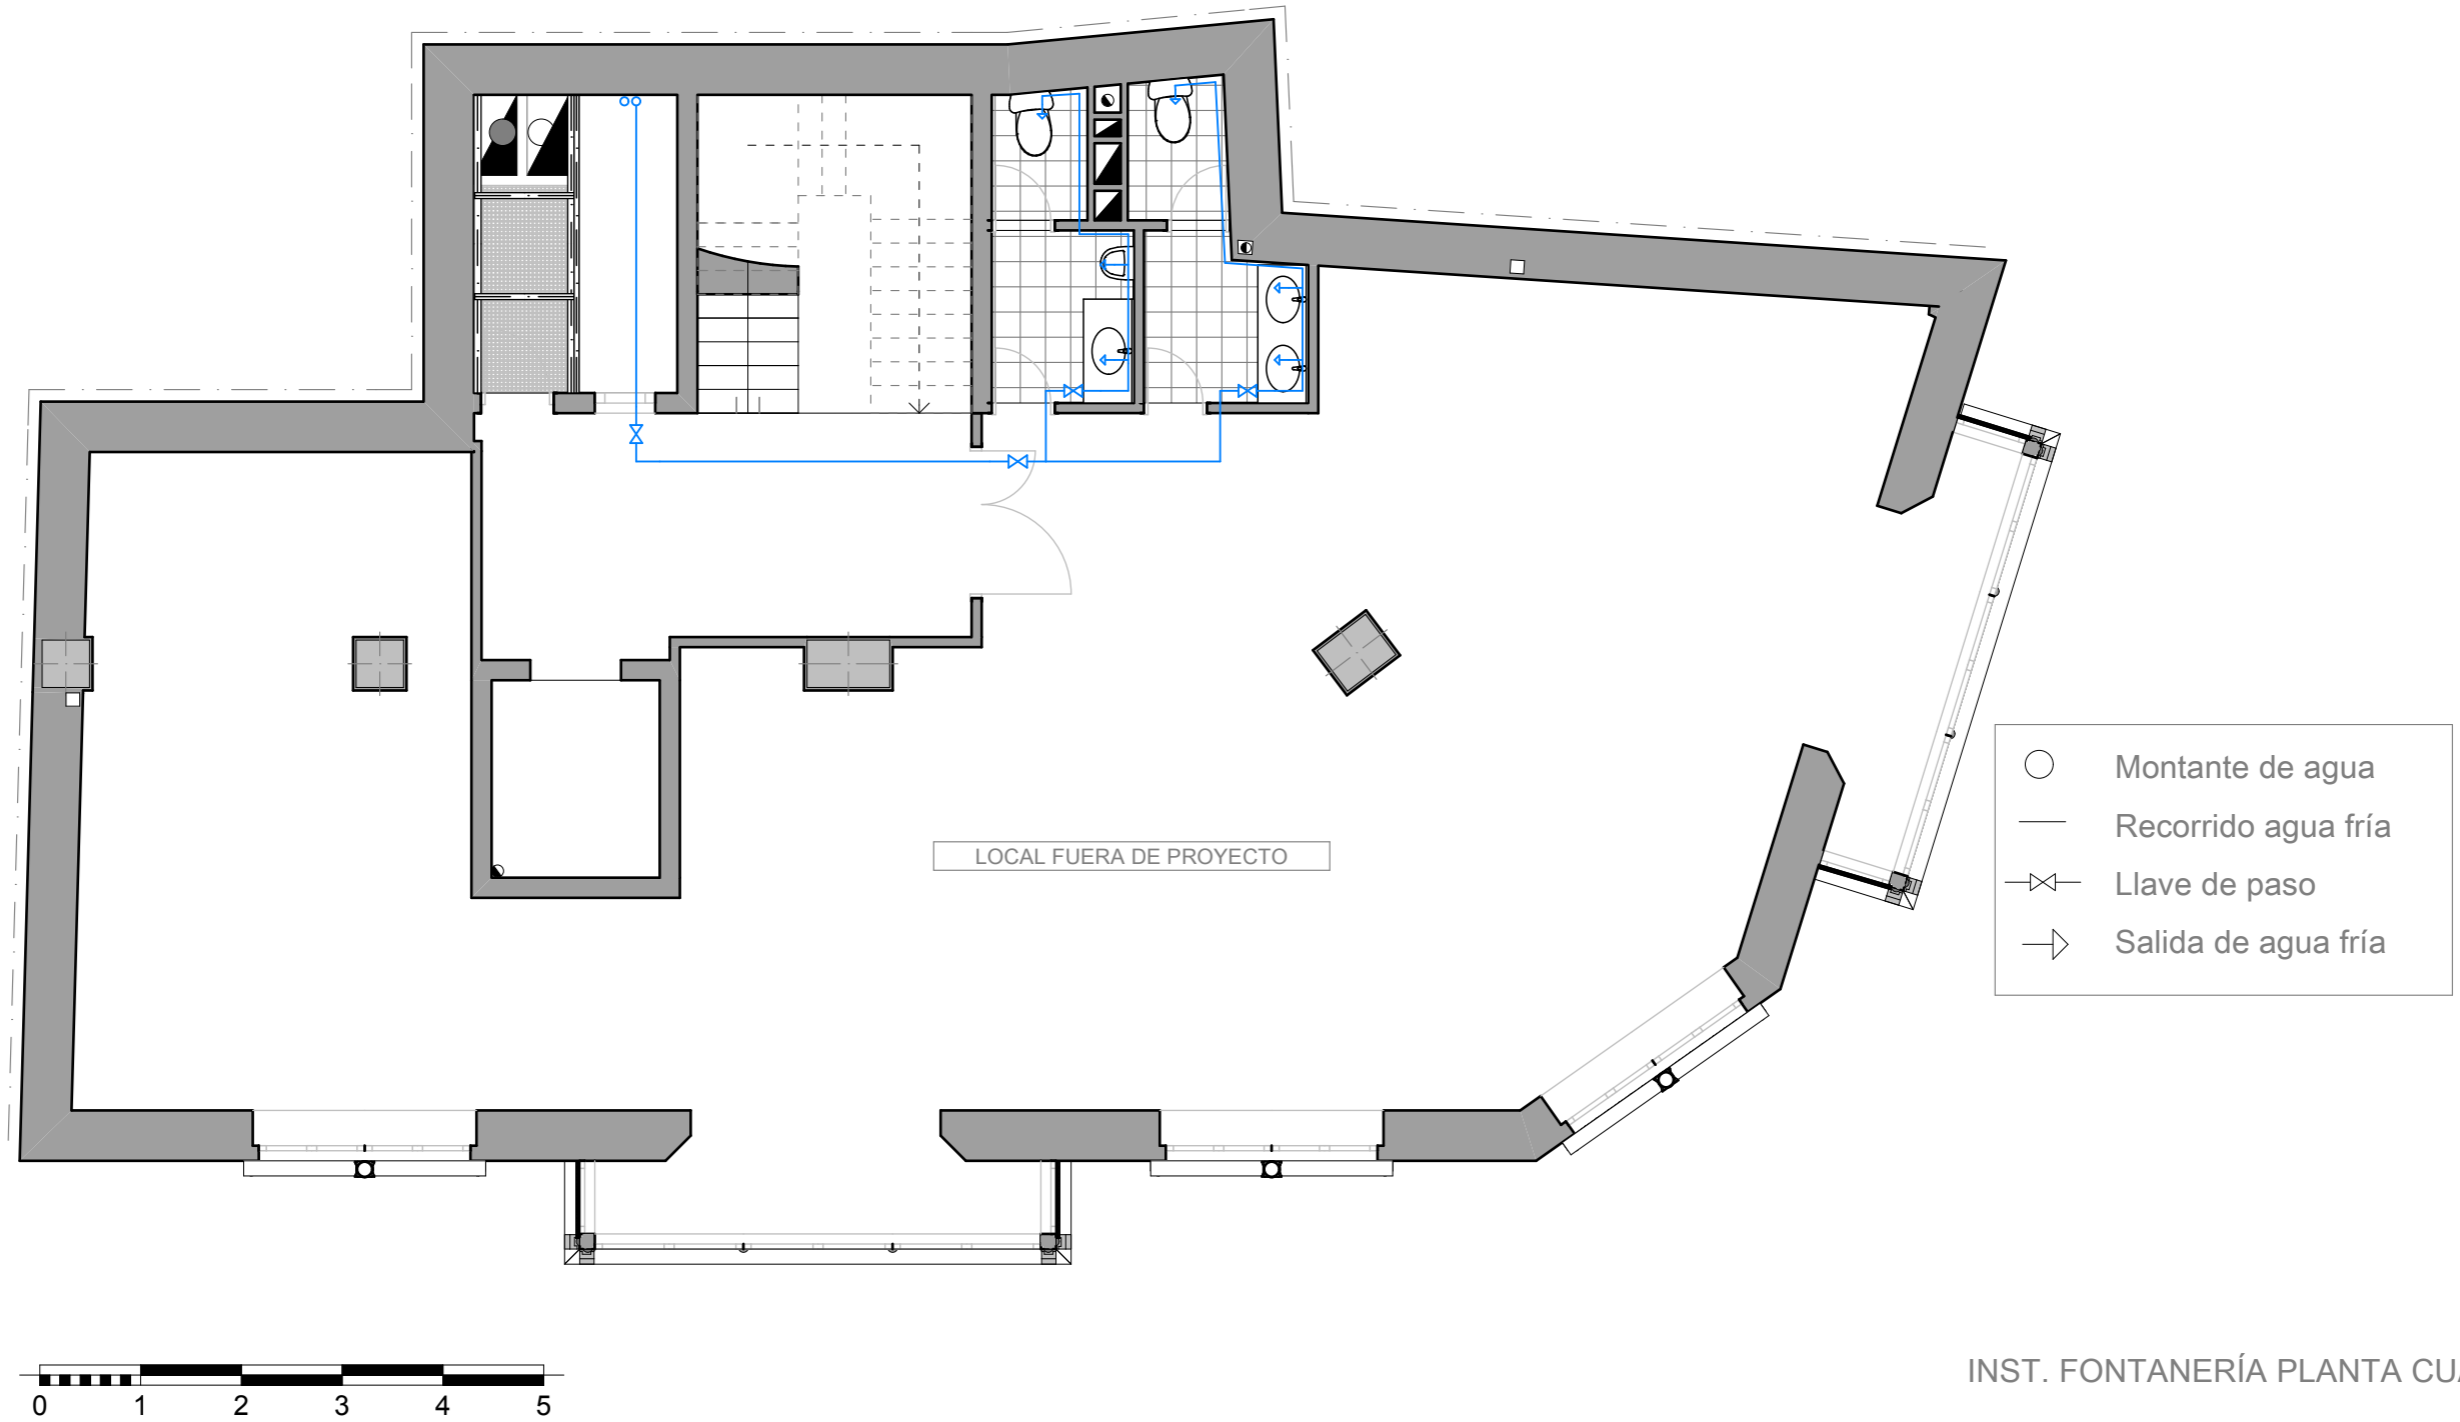 LOCAL FUERA DE PROYECTO
Montante de agua
Recorrido agua fría
Llave de paso
Salida de agua fría
0 1 2 3 4 5
INST. FONTANERÍA PLANTA